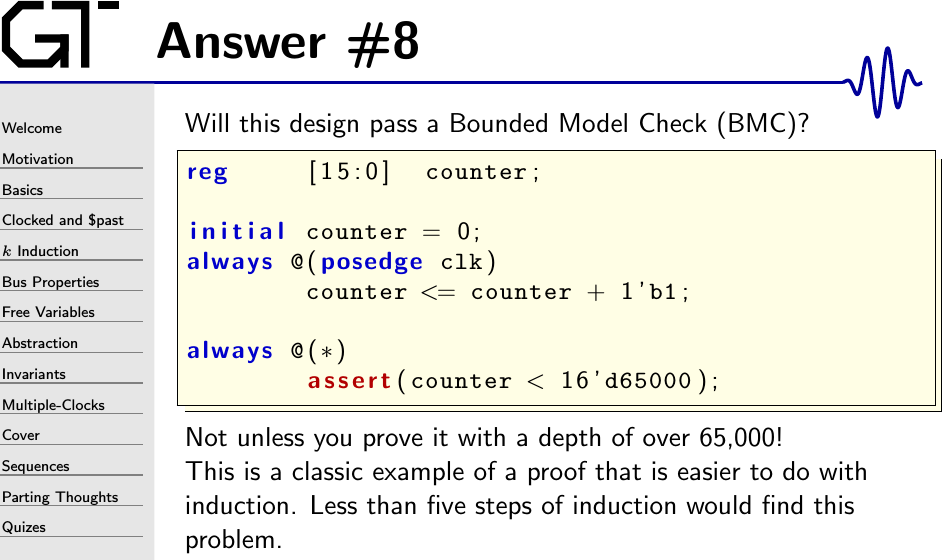 GT
Answer #8
Welcome
Motivation
Basics
Clocked and $past
k Induction
Bus Properties
Free Variables
Abstraction
Invariants
Multiple-Clocks
Cover
Sequences
Parting Thoughts
Quizes
Will this design pass a Bounded Model Check (BMC)?
reg [15:0] counter;
initial counter = 0;
always @(posedge clk)
counter <= counter + 1'b1;
always @(*)
assert(counter < 16'd65000);
Not unless you prove it with a depth of over 65,000!
This is a classic example of a proof that is easier to do with
induction. Less than five steps of induction would find this
problem.